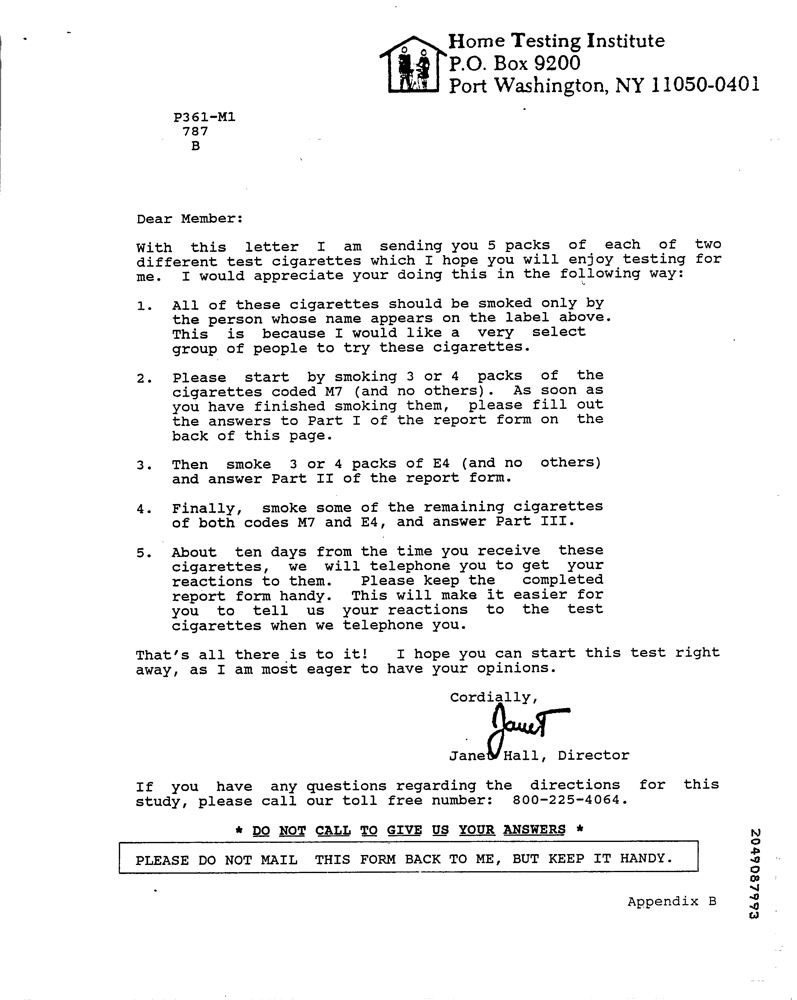 Home Testing Institute
P.O. Box 9200
Port Washington, NY 11050-0401
P361-M1
787
B
Dear Member:
With this letter I am sending you 5 packs of each of two
different test cigarettes which I hope you will enjoy testing for
me. I would appreciate your doing this in the following way:
1. All of these cigarettes should be smoked only by
the person whose name appears on the label above.
This is because I would like a very select
group of people to try these cigarettes.
2. Please start by smoking 3 or 4 packs of the
cigarettes coded M7 (and no others). As soon as
you have finished smoking them, please fill out
the answers to Part I of the report form on the
back of this page.
3. Then smoke 3 or 4 packs of E4 (and no others)
and answer Part II of the report form.
4. Finally, smoke some of the remaining cigarettes
of both codes M7 and E4, and answer Part III.
5. About ten days from the time you receive these
cigarettes, we will telephone you to get your
reactions to them. Please keep the completed
report form handy. This will make it easier for
you to tell us your reactions to the test
cigarettes when we telephone you.
That's all there is to it! I hope you can start this test right
away, as I am most eager to have your opinions.
Cordially,
Janet
Janet Hall, Director
If you have any questions regarding the directions for this
study, please call our toll free number: 800-225-4064.
* DO NOT CALL TO GIVE US YOUR ANSWERS *
PLEASE DO NOT MAIL THIS FORM BACK TO ME, BUT KEEP IT HANDY.
Appendix B
2049087993